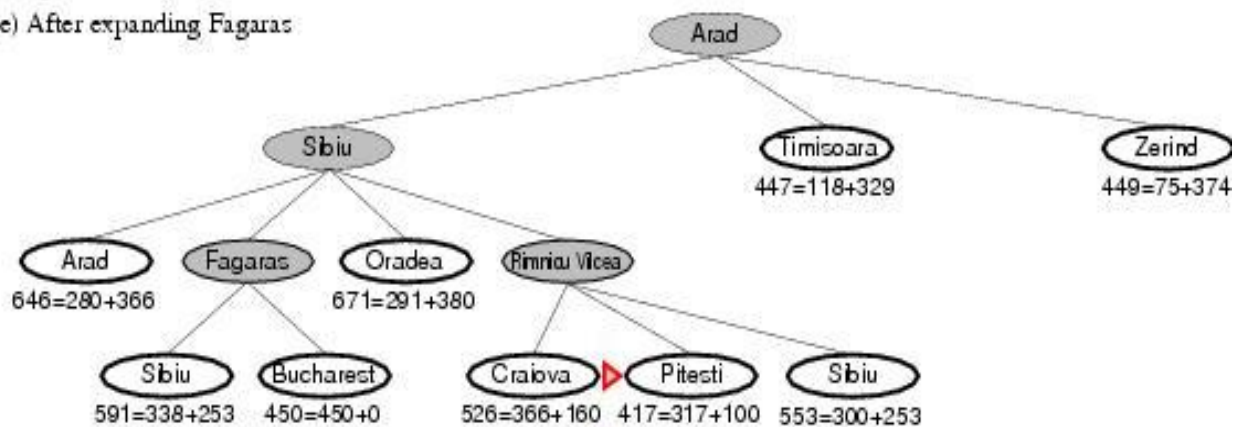 e) After expanding Fagaras
Arad
Sibiu
Timisoara
Zerind
447=118+329
449=75+374
Arad
Fagaras
Oradea
Rimnicu Vilcea
646=280+366
671=291+380
Sibiu
Bucharest
Craiova
Pitesti
Sibiu
591=338+253
450=450+0
526=366+160
417=317+100
553=300+253